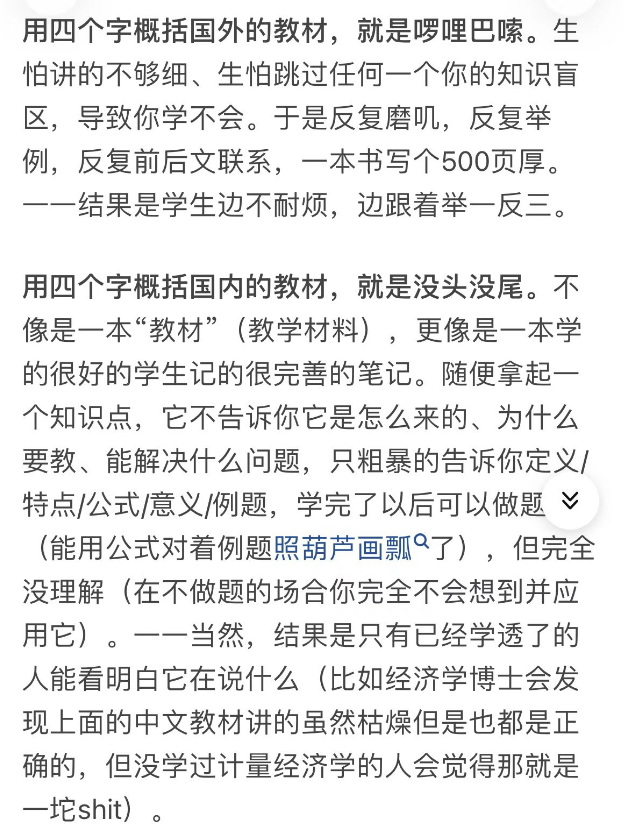 用四个字概括国外的教材，就是啰哩巴嗦。生
怕讲的不够细、生怕跳过任何一个你的知识盲
区，导致你学不会。于是反复磨叽，反复举
例，反复前后文联系，一本书写个500页厚。
——结果是学生边不耐烦，边跟着举一反三。
用四个字概括国内的教材，就是没头没尾。不
像是一本“教材”（教学材料），更像是一本学
的很好的学生记的很完善的笔记。随便拿起一
个知识点，它不告诉你它是怎么来的、为什么
要教、能解决什么问题，只粗暴的告诉你定义/
特点/公式/意义/例题，学完了以后可以做题
（能用公式对着例题照葫芦画瓢了），但完全
没理解（在不做题的场合你完全不会想到并应
用它）。——当然，结果是只有已经学透了的
人能看明白它在说什么（比如经济学博士会发
现上面的中文教材讲的虽然枯燥但是也都是正
确的，但没学过计量经济学的人会觉得那就是
一坨shit）。